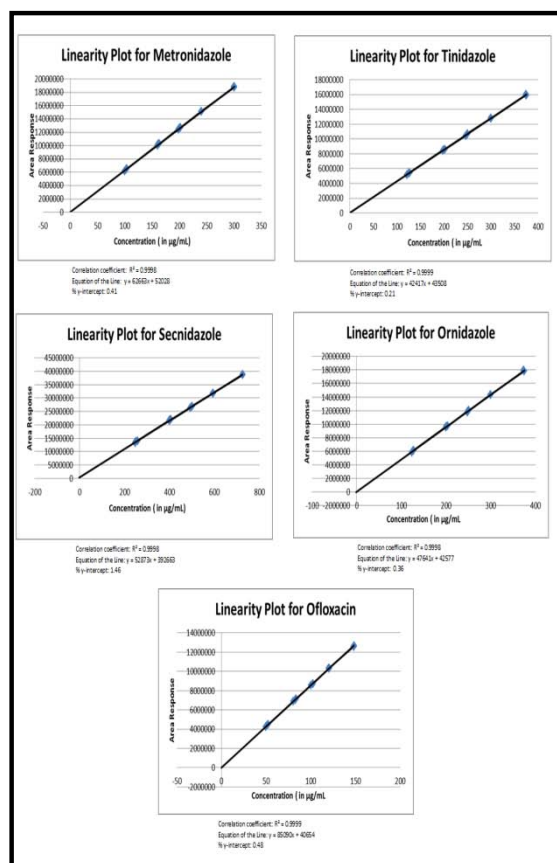 Linearity Plot for Metronidazole
20000000
18000000
16000000
14000000
12000000
10000000
8000000
6000000
4000000
2000000
0
Area Response
-50 0 50 100 150 200 250 300 350
Concentration ( in µg/mL
Correlation coefficient: R² = 0.9998
Equation of the Line: y = 62663x + 52028
% y-intercept: 0.41
Linearity Plot for Tinidazole
18000000
16000000
14000000
12000000
10000000
8000000
6000000
4000000
2000000
0
Area Response
0 50 100 150 200 250 300 350 400
Concentration ( in µg/mL
Correlation coefficient: R² = 0.9999
Equation of the Line: y = 42417x + 43508
% y-intercept: 0.21
Linearity Plot for Secnidazole
45000000
40000000
35000000
30000000
25000000
20000000
15000000
10000000
5000000
0
Area Response
-200 0 200 400 600 800
Concentration ( in µg/mL
Correlation coefficient: R² = 0.9998
Equation of the Line: y = 52873x + 392663
% y-intercept: 1.46
Linearity Plot for Ornidazole
20000000
18000000
16000000
14000000
12000000
10000000
8000000
6000000
4000000
2000000
0
-2000000
Area Response
-100 0 100 200 300 400
Concentration ( in µg/mL
Correlation coefficient: R² = 0.9998
Equation of the Line: y = 47641x + 42577
% y-intercept: 0.36
Linearity Plot for Ofloxacin
14000000
12000000
10000000
8000000
6000000
4000000
2000000
0
-2000000
Area Response
-50 0 50 100 150 200
Concentration ( in µg/mL
Correlation coefficient: R² = 0.9999
Equation of the Line: y = 85090x + 40654
% y-intercept: 0.48